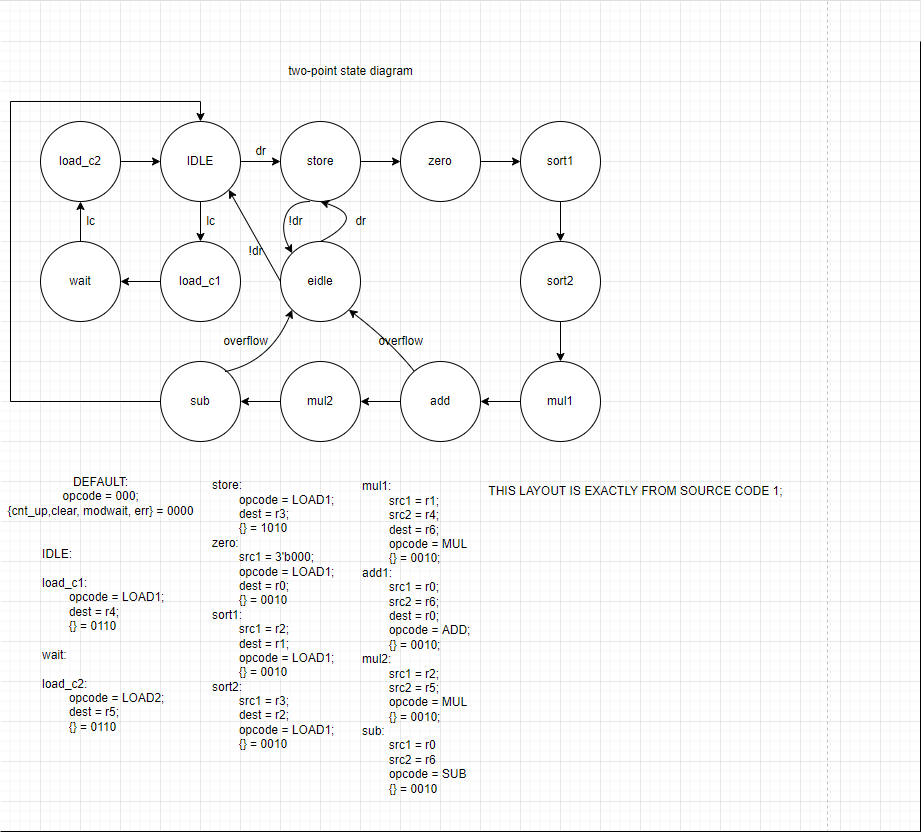 two-point state diagram
load_c2
IDLE
dr
store
zero
sort1
lc
lc
!dr
dr
!dr
wait
load_c1
eidle
sort2
overflow
overflow
sub
mul2
add
mul1
DEFAULT:
opcode = 000;
{cnt_up,clear, modwait, err} = 0000
IDLE:
load_c1:
opcode = LOAD1;
dest = r4;
{} = 0110
wait:
load_c2:
opcode = LOAD2;
dest = r5;
{} = 0110
store:
opcode = LOAD1;
dest = r3;
{} = 1010
zero:
src1 = 3'b000;
opcode = LOAD1;
dest = r0;
{} = 0010
sort1:
src1 = r2;
dest = r1;
opcode = LOAD1;
{} = 0010
sort2:
src1 = r3;
dest = r2;
opcode = LOAD1;
{} = 0010
mul1:
src1 = r1;
src2 = r4;
dest = r6;
opcode = MUL
{} = 0010;
add1:
src1 = r0;
src2 = r6;
dest = r0;
opcode = ADD;
{} = 0010;
mul2:
src1 = r2;
src2 = r5;
opcode = MUL
{} = 0010;
sub:
src1 = r0
src2 = r6
opcode = SUB
{} = 0010
THIS LAYOUT IS EXACTLY FROM SOURCE CODE 1;